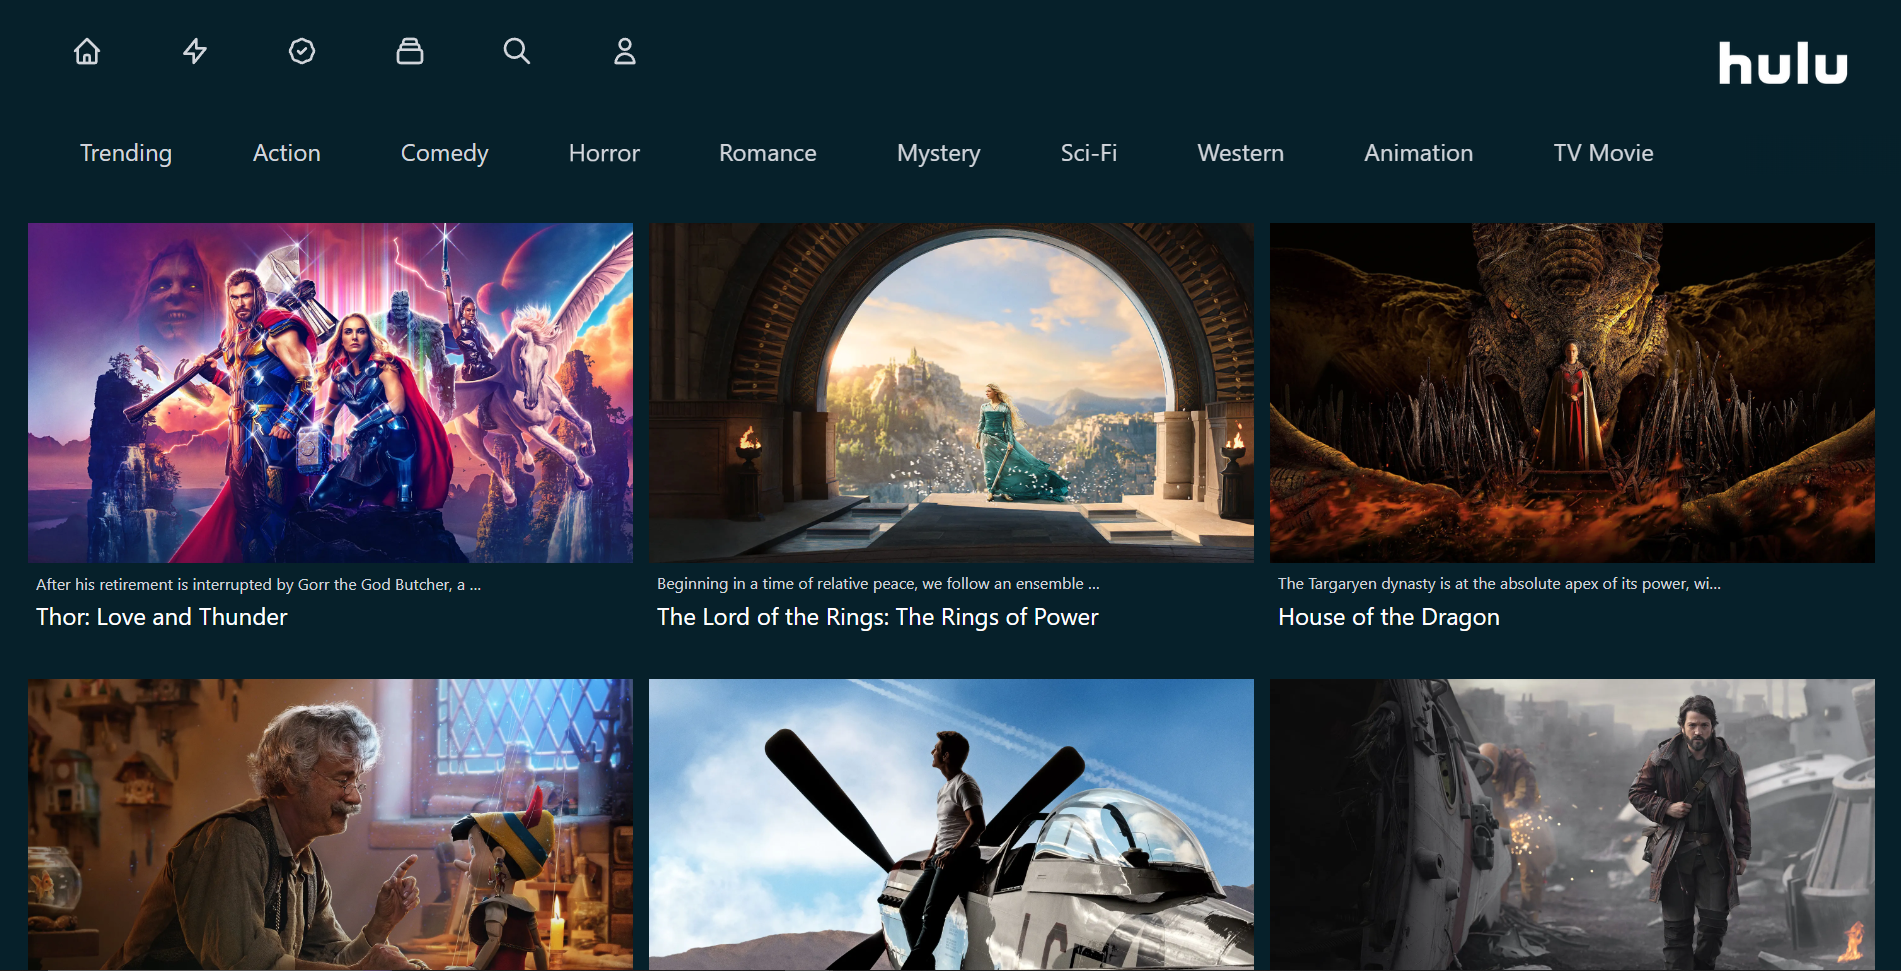 hulu
Trending Action Comedy Horror Romance Mystery Sci-Fi Western Animation TV Movie
After his retirement is interrupted by Gorr the God Butcher, a ...
Thor: Love and Thunder
Beginning in a time of relative peace, we follow an ensemble ...
The Lord of the Rings: The Rings of Power
The Targaryen dynasty is at the absolute apex of its power, wi...
House of the Dragon